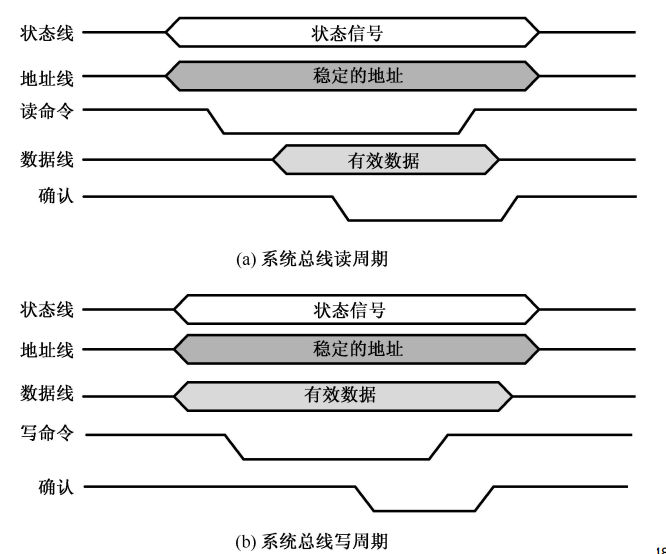 状态线 状态信号
地址线 稳定的地址
读命令
数据线 有效数据
确认
(a) 系统总线读周期
状态线 状态信号
地址线 稳定的地址
数据线 有效数据
写命令
确认
(b) 系统总线写周期